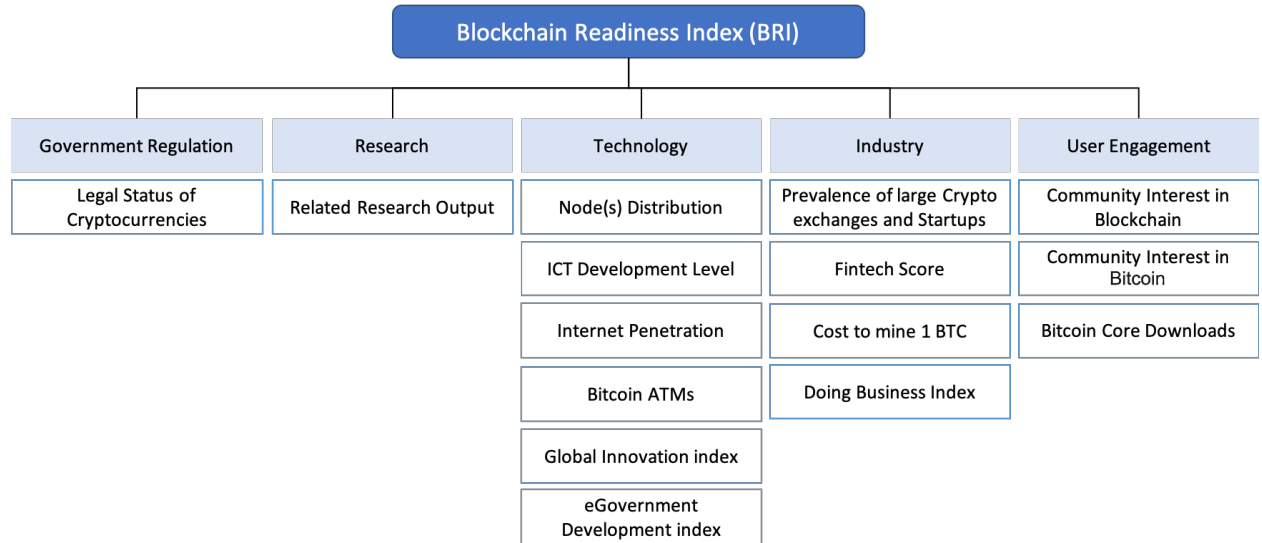 Blockchain Readiness Index (BRI)
Government Regulation
Legal Status of
Cryptocurrencies
Research
Related Research Output
Technology
Node(s) Distribution
ICT Development Level
Internet Penetration
Bitcoin ATMs
Global Innovation index
eGovernment
Development index
Industry
Prevalence of large Crypto
exchanges and Startups
Fintech Score
Cost to mine 1 BTC
Doing Business Index
User Engagement
Community Interest in
Blockchain
Community Interest in
Bitcoin
Bitcoin Core Downloads